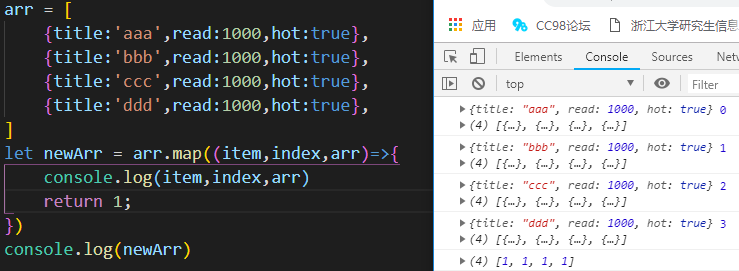 arr = [
{title:'aaa',read:1000,hot:true},
{title:'bbb',read:1000,hot:true},
{title:'ccc',read:1000,hot:true},
{title:'ddd',read:1000,hot:true},
]
let newArr = arr.map((item,index,arr)=>{
console.log(item,index,arr)
return 1;
})
console.log(newArr)
应用 CC98论坛 浙江大学研究生信息
Elements Console Sources Net
top Filter
{title: "aaa", read: 1000, hot: true} 0
(4) [{…}, {…}, {…}, {…}]
{title: "bbb", read: 1000, hot: true} 1
(4) [{…}, {…}, {…}, {…}]
{title: "ccc", read: 1000, hot: true} 2
(4) [{…}, {…}, {…}, {…}]
{title: "ddd", read: 1000, hot: true} 3
(4) [{…}, {…}, {…}, {…}]
(4) [1, 1, 1, 1]